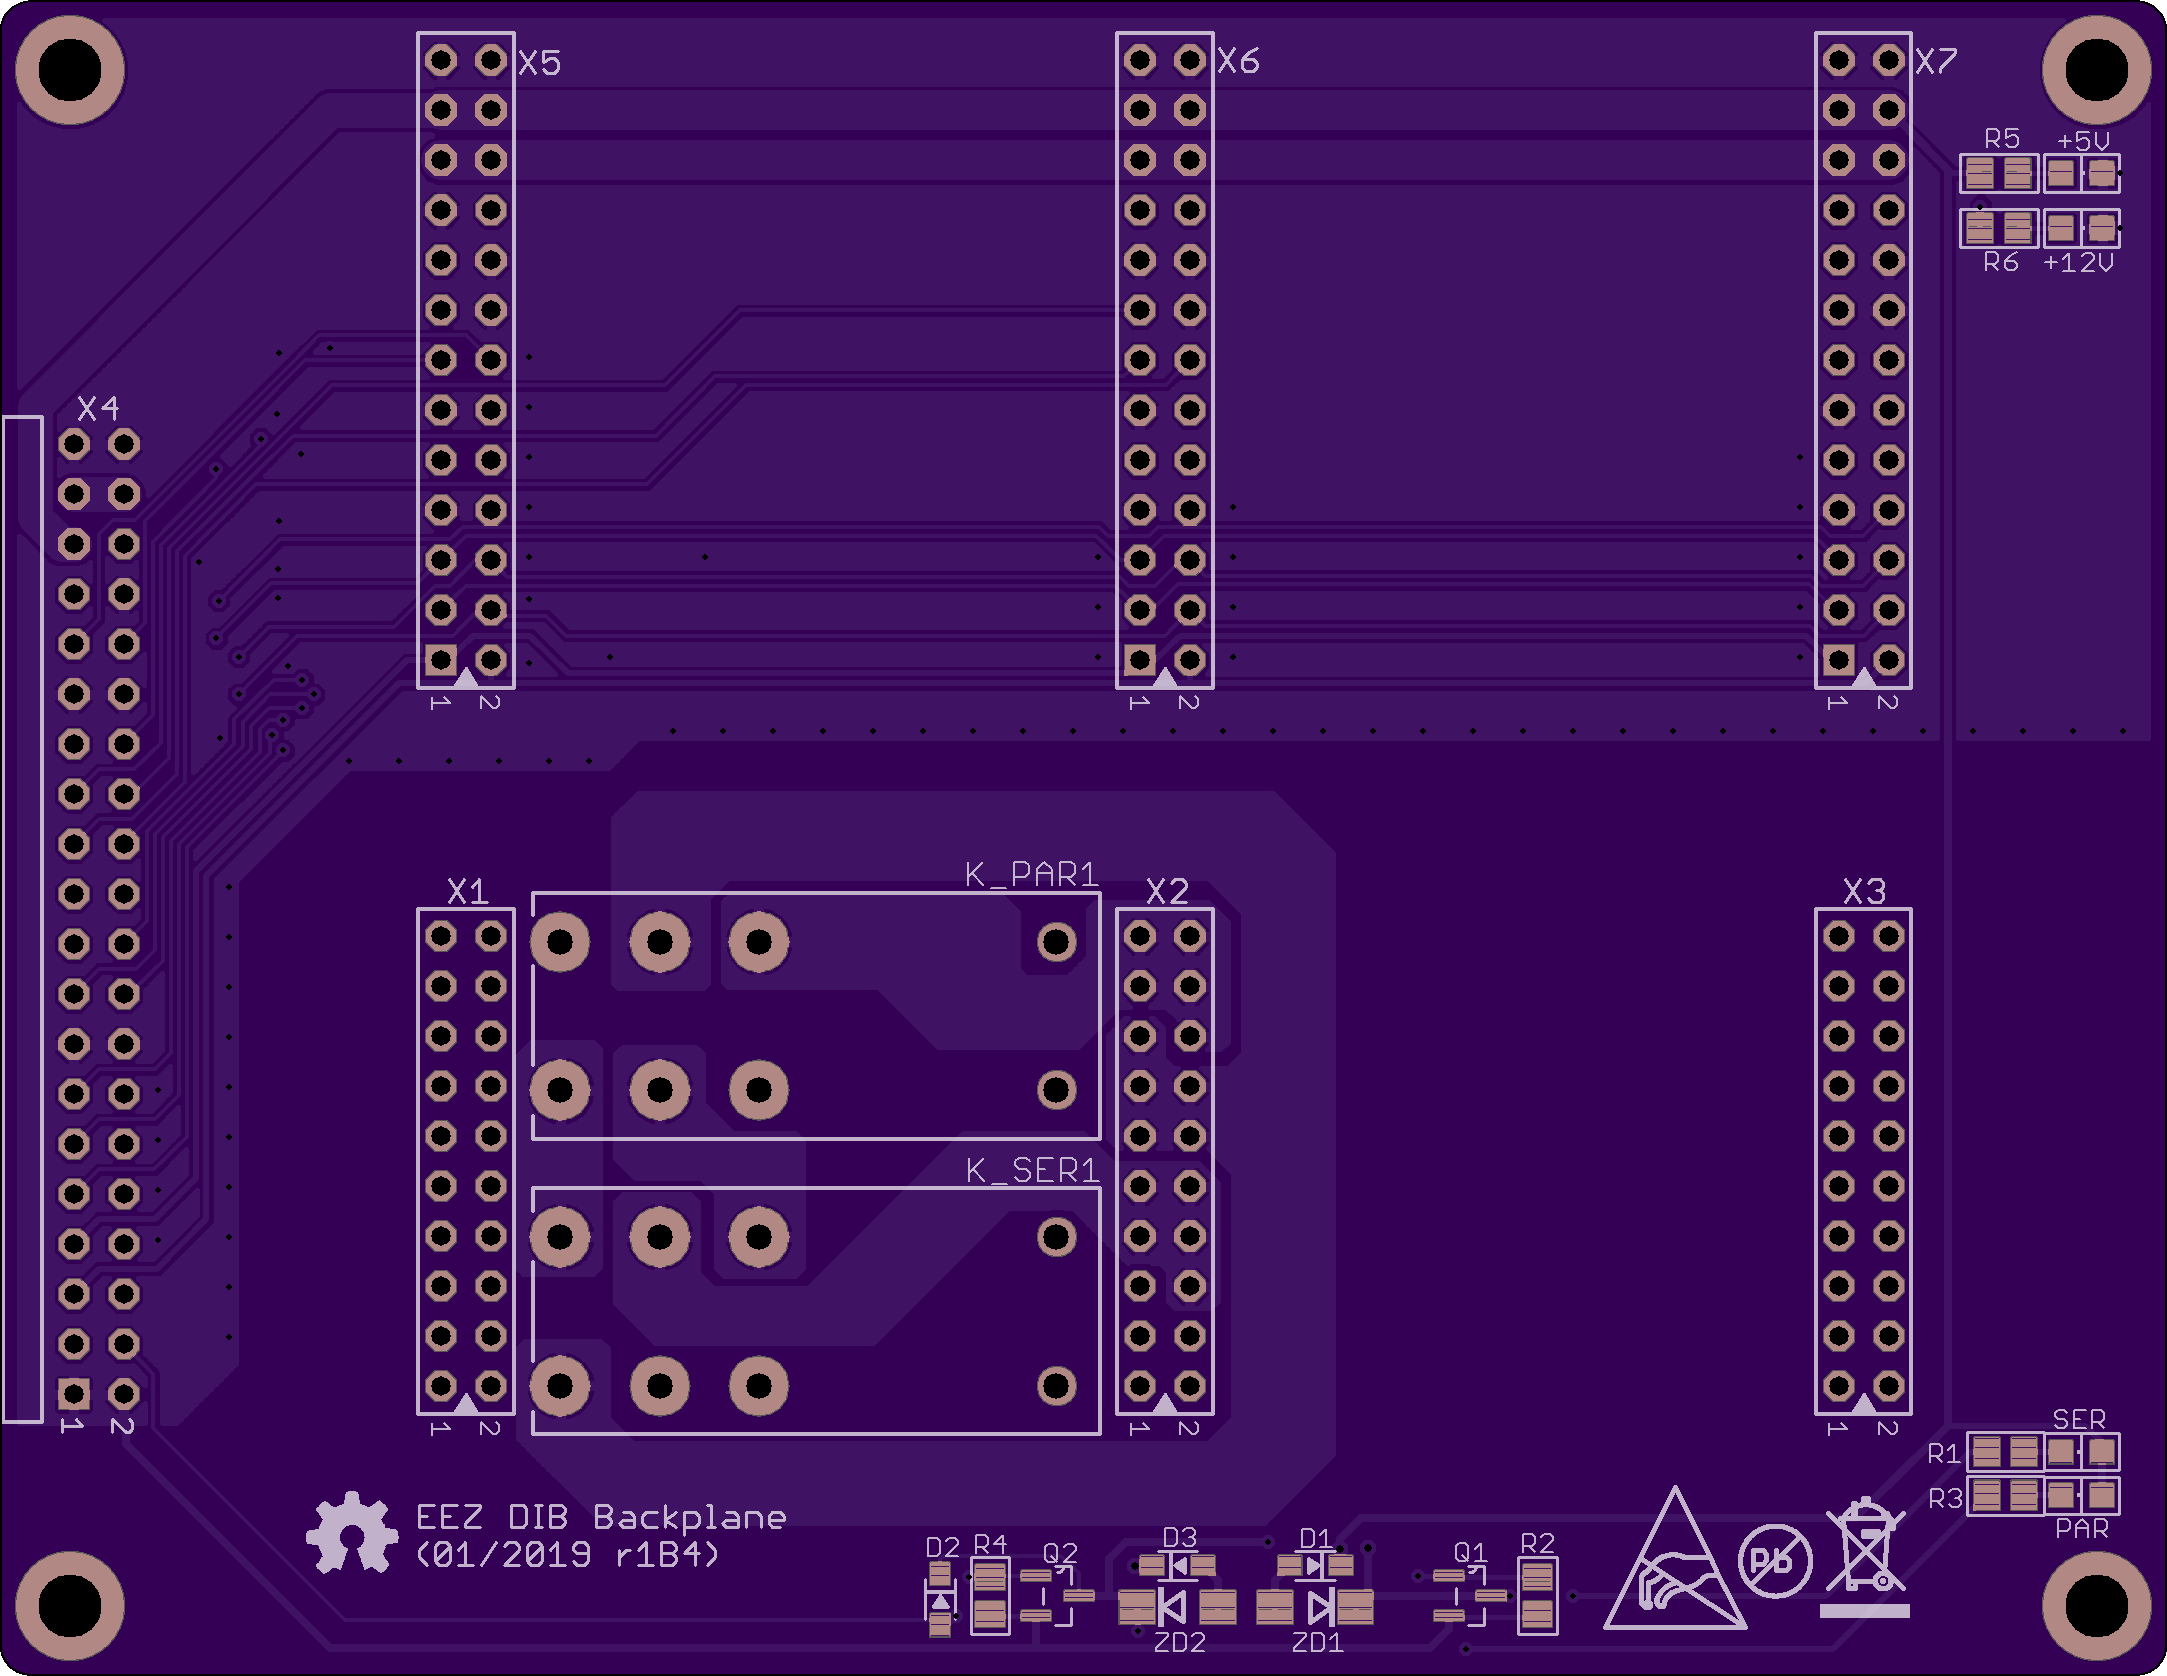 X5
X6
X7
R5 +5V
R6 +12V
X4
1 2
1 2
1 2
K_PAR1
X1
X2
X3
K_SER1
1 2
1 2
1 2
1 2
SER
R1
R3
PAR
EEZ DIB Backplane
(01/2019 r1B4)
D2 R4 Q2 D3 D1 Q1 R2
Pb
ZD2 ZD1